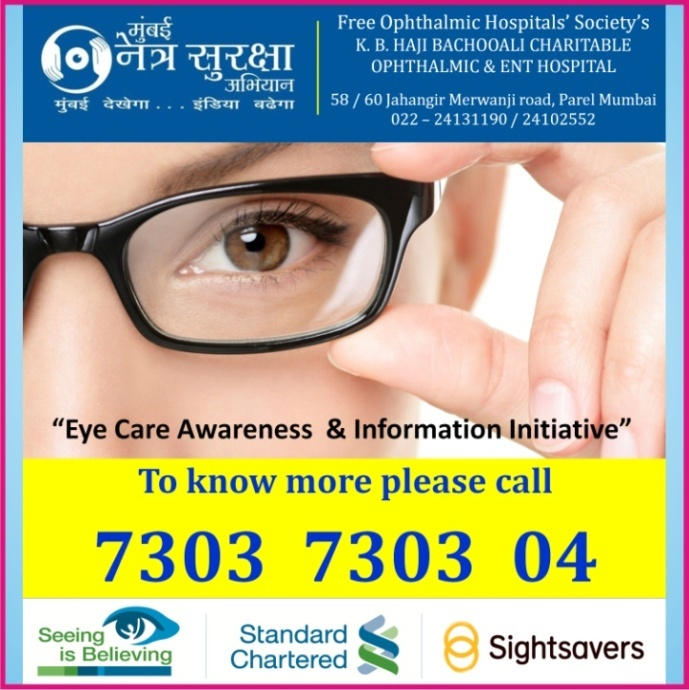 मुंबई
नेत्र सुरक्षा
अभियान
मुंबई देखेगा . . . इंडिया बढेगा
Free Ophthalmic Hospitals’ Society’s
K. B. HAJI BACHOOALI CHARITABLE
OPHTHALMIC & ENT HOSPITAL
58 / 60 Jahangir Merwanji road, Parel Mumbai
022 – 24131190 / 24102552
“Eye Care Awareness & Information Initiative”
To know more please call
7303 7303 04
Seeing
is Believing
Standard
Chartered
Sightsavers